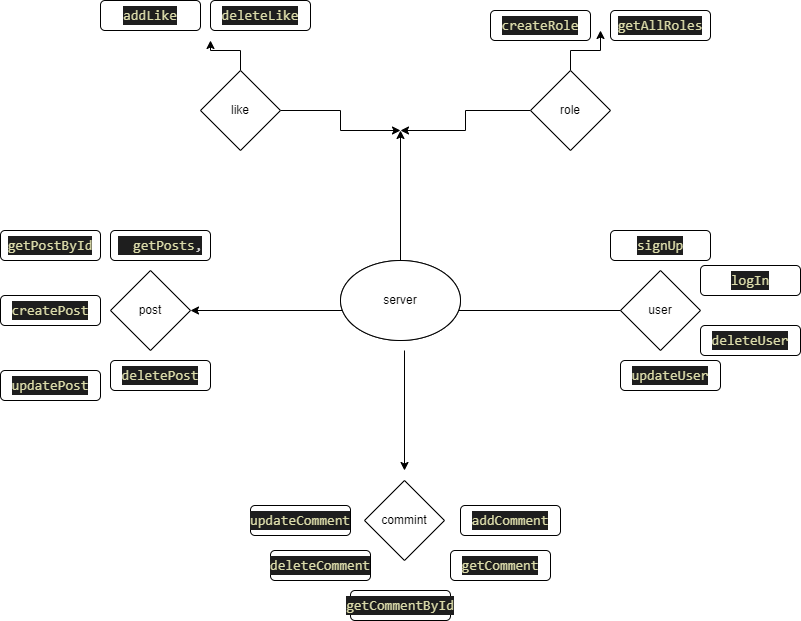 addLike
deleteLike
createRole
getAllRoles
like
role
getPostById
getPosts,
signUp
logIn
createPost
post
server
user
deleteUser
updatePost
deletePost
updateUser
updateComment
commint
addComment
deleteComment
getComment
getCommentById